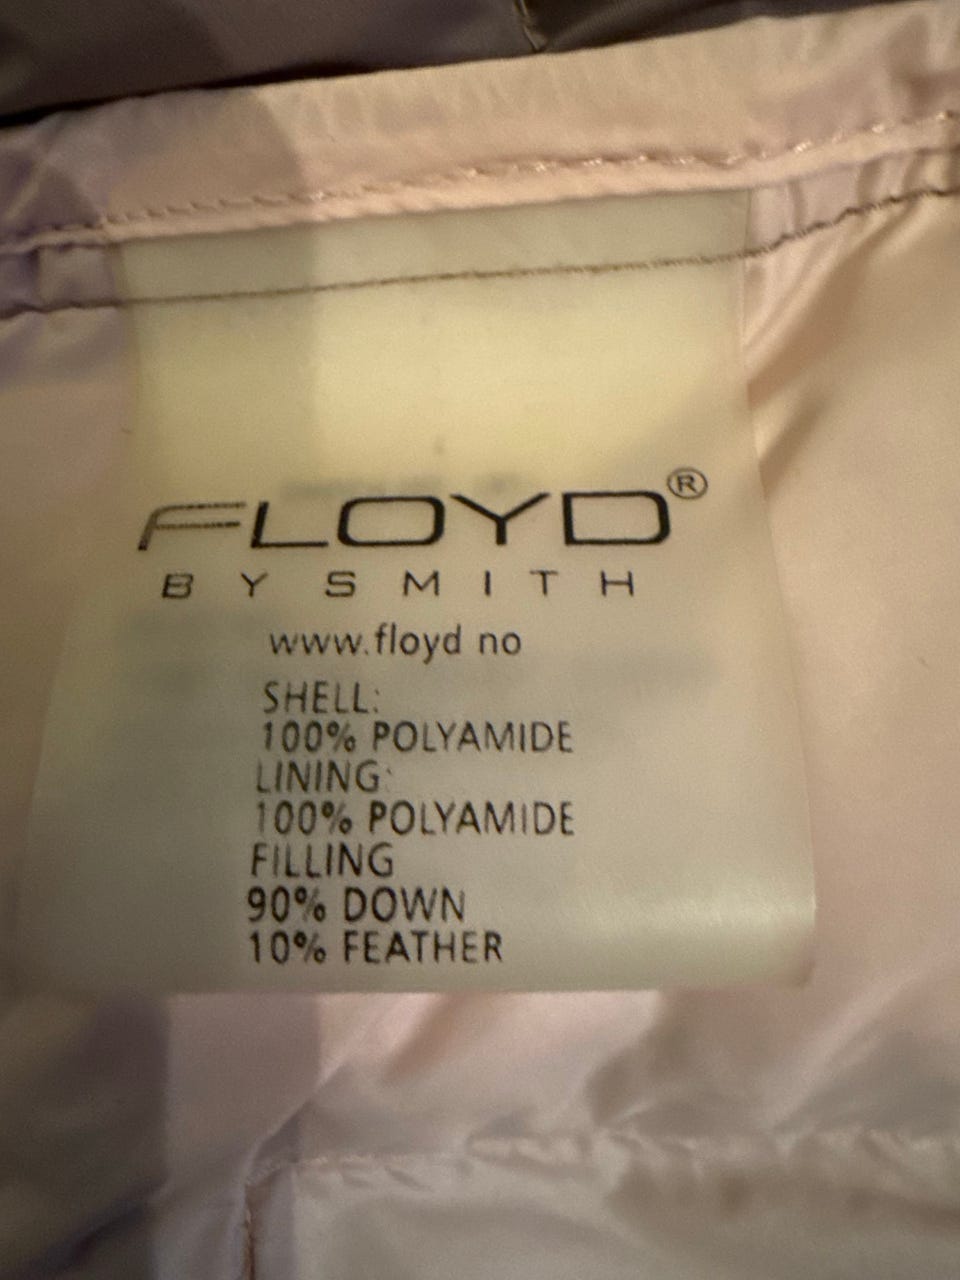 FLOYD®
BY SMITH
www.floyd no
SHELL:
100% POLYAMIDE
LINING:
100% POLYAMIDE
FILLING
90% DOWN
10% FEATHER